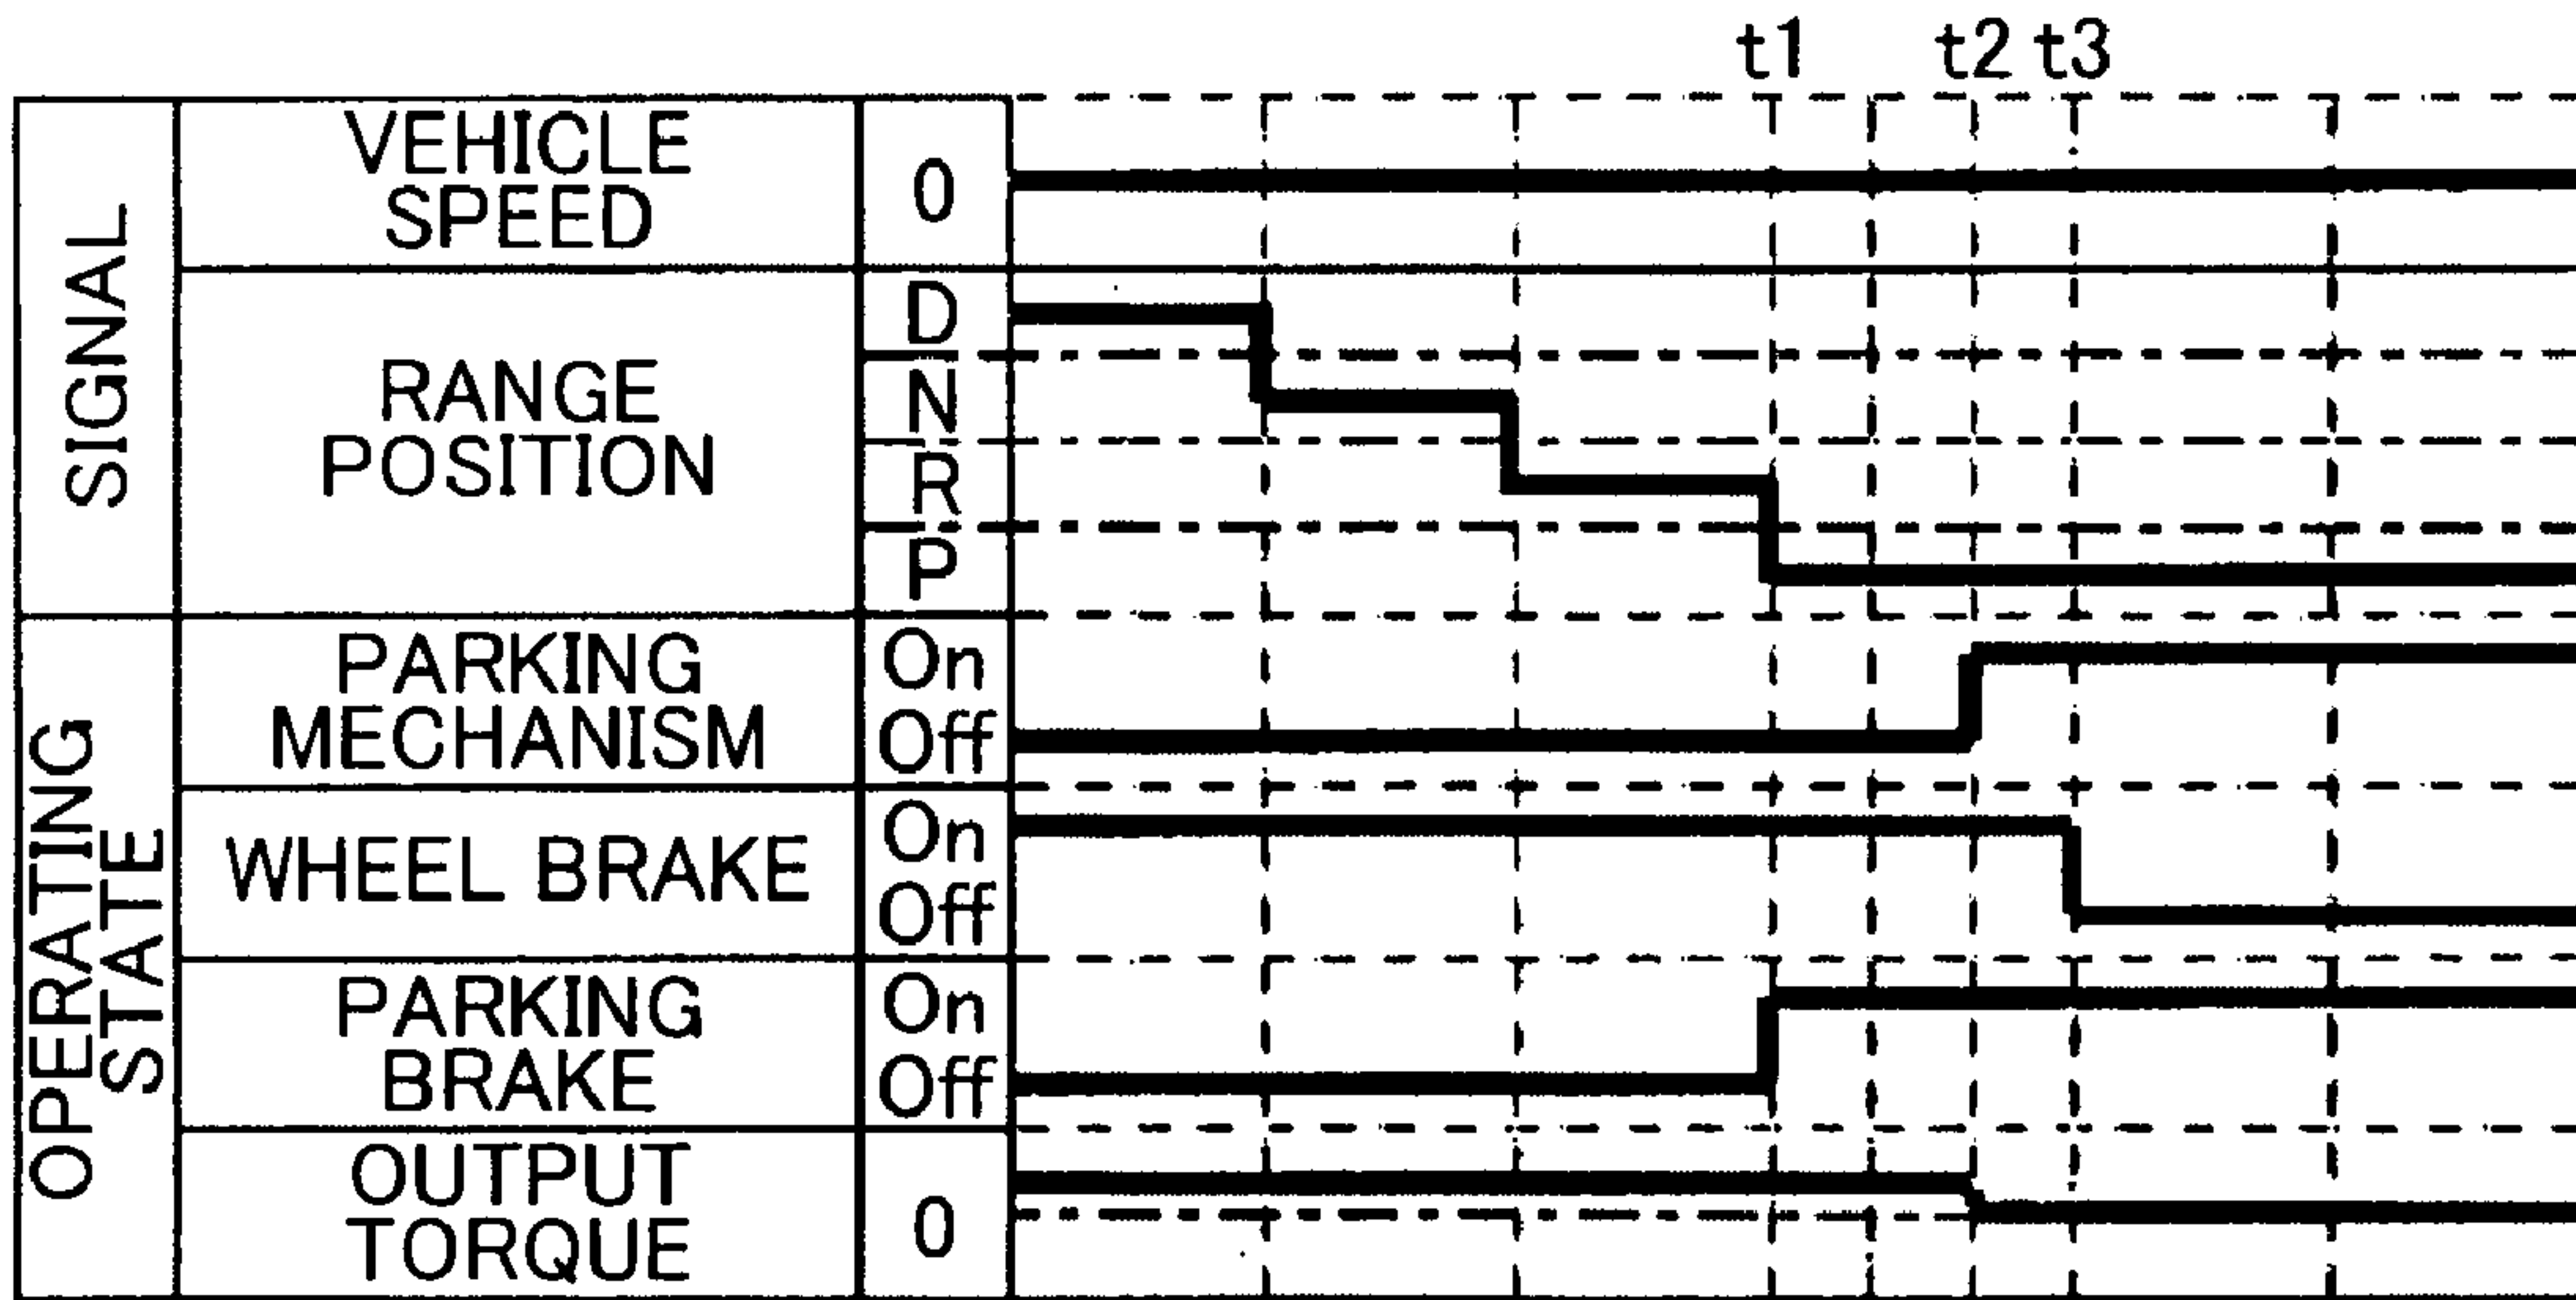 t1 t2 t3
SIGNAL
VEHICLE
SPEED
0
RANGE
POSITION
D
N
R
P
OPERATING
STATE
PARKING
MECHANISM
On
Off
WHEEL BRAKE
On
Off
PARKING
BRAKE
On
Off
OUTPUT
TORQUE
0